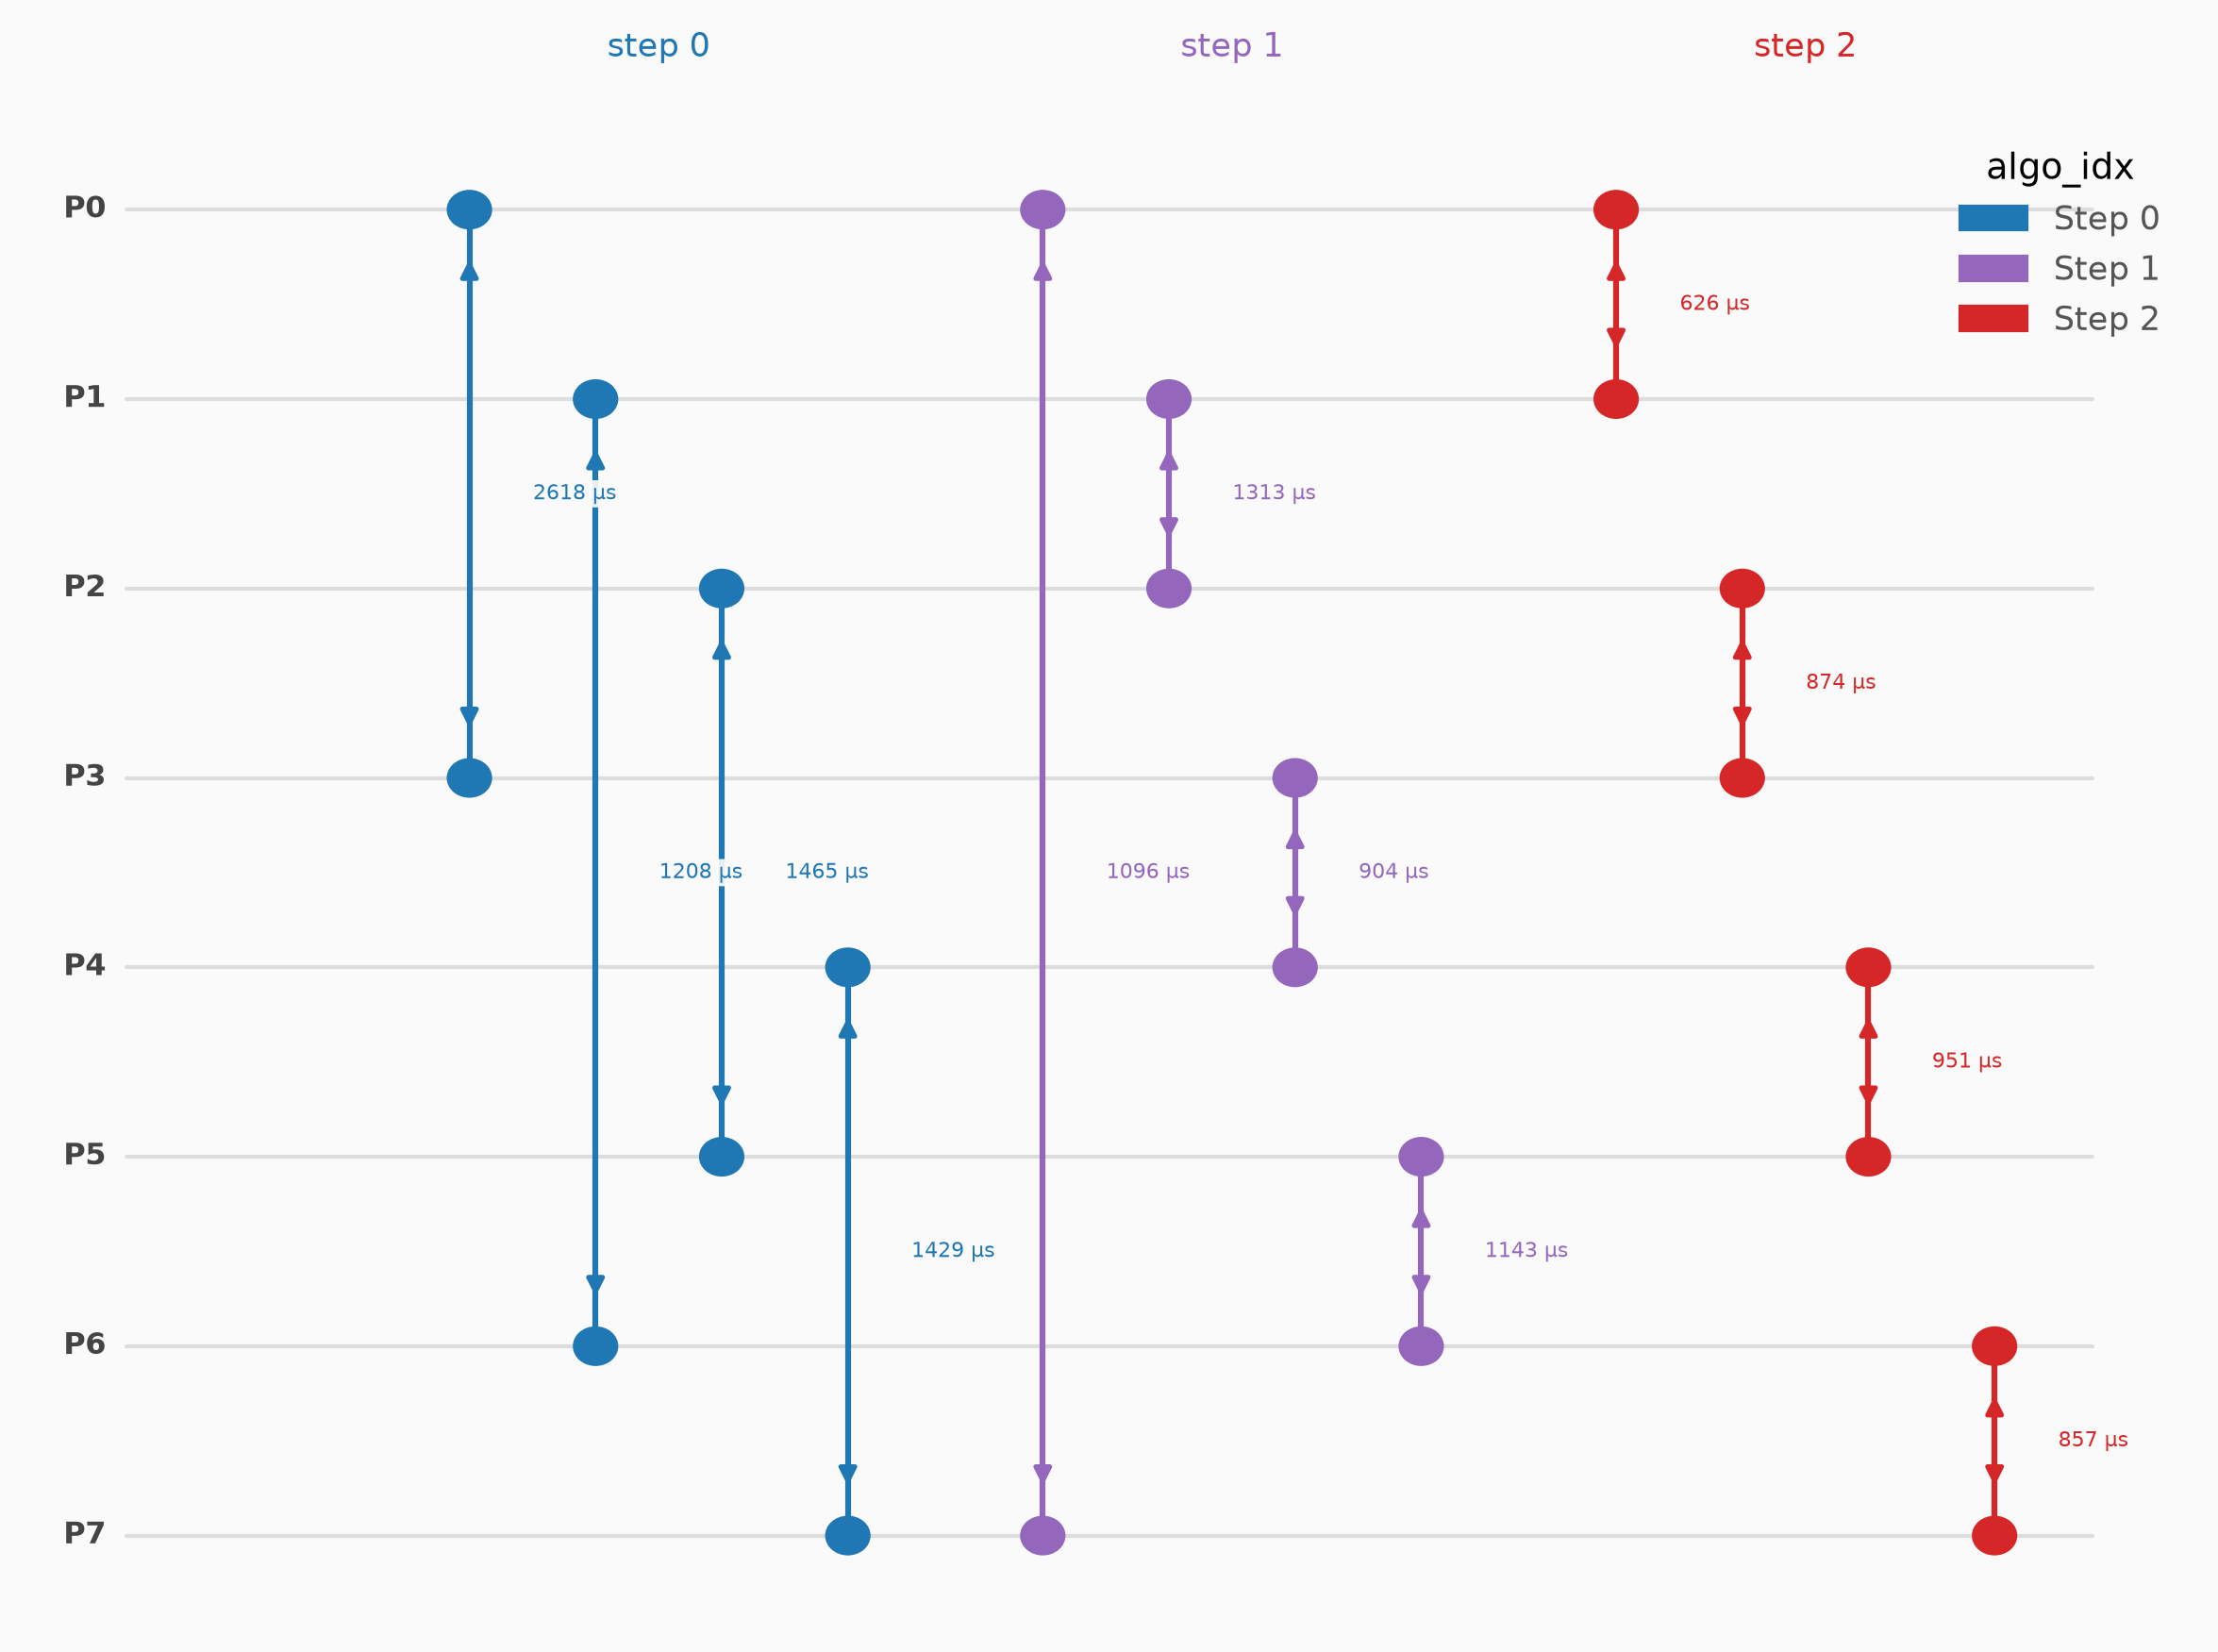 step 0
step 1
step 2
algo_idx
Step 0
Step 1
Step 2
P0
626 µs
P1
2618 µs
1313 µs
P2
874 µs
P3
1208 µs
1465 µs
1096 µs
904 µs
P4
951 µs
P5
1429 µs
1143 µs
P6
857 µs
P7